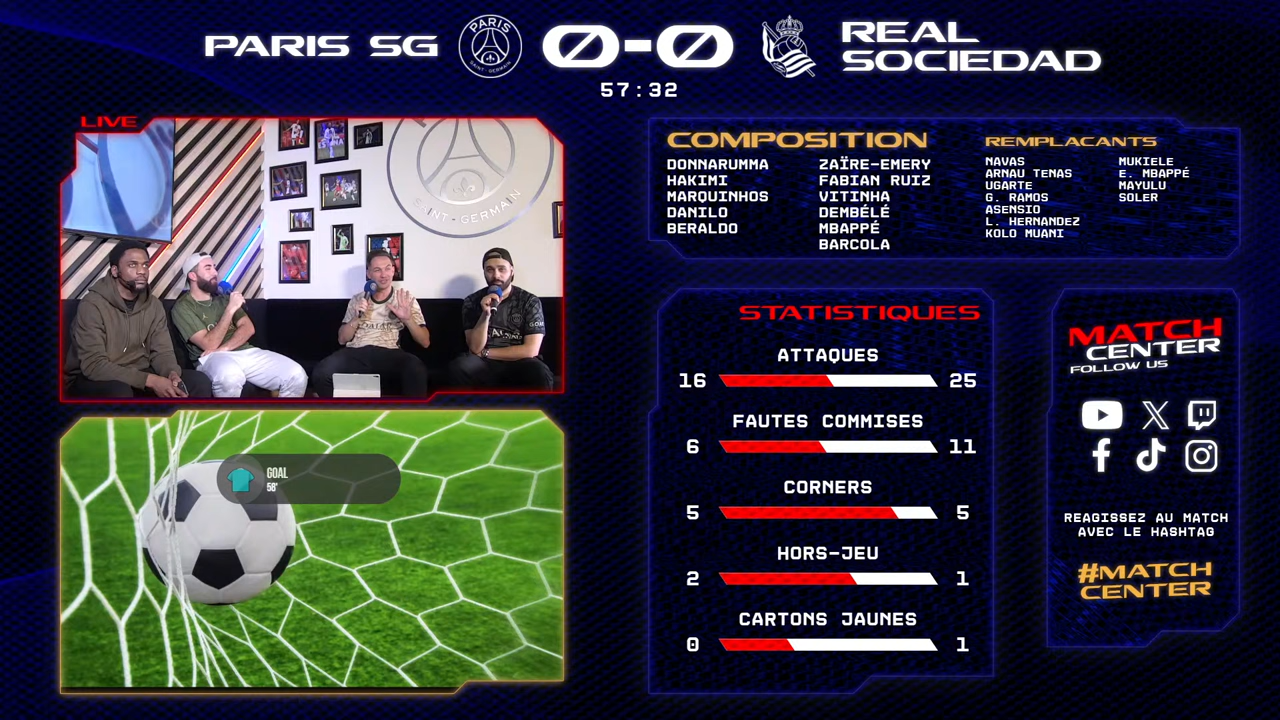 PARIS SG
PARIS
SAINT-GERMAIN
0-0
REAL
SOCIEDAD
57:32
LIVE
SAINT-GERMAIN
COMPOSITION
DONNARUMMA
HAKIMI
MARQUINHOS
DANILO
BERALDO
ZAÏRE-EMERY
FABIAN RUIZ
VITINHA
DEMBÉLÉ
MBAPPÉ
BARCOLA
REMPLACANTS
NAVAS
ARNAU TENAS
UGARTE
G. RAMOS
ASENSIO
L. HERNANDEZ
KOLO MUANI
MUKIELE
E. MBAPPÉ
MAYULU
SOLER
GOAL
56'
STATISTIQUES
ATTAQUES
16 25
FAUTES COMMISES
6 11
CORNERS
5 5
HORS-JEU
2 1
CARTONS JAUNES
0 1
MATCH
CENTER
FOLLOW US
REAGISSEZ AU MATCH
AVEC LE HASHTAG
#MATCH
CENTER